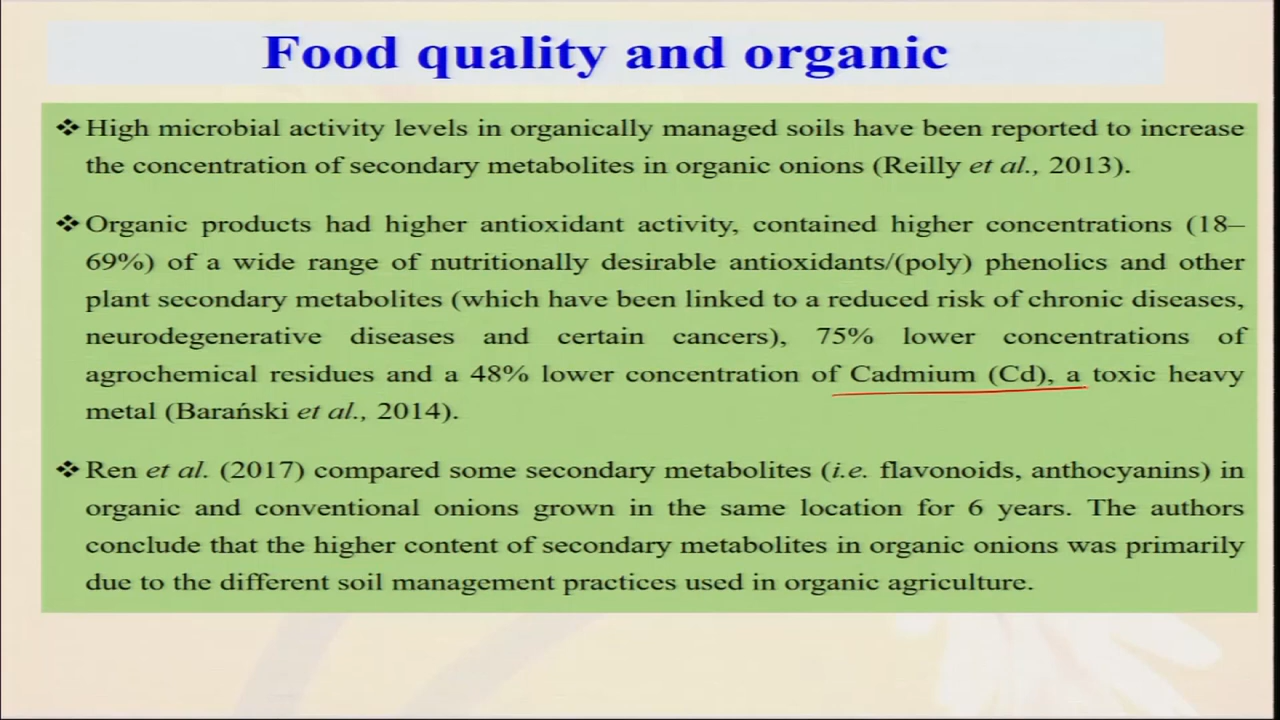 Food quality and organic
❖ High microbial activity levels in organically managed soils have been reported to increase
the concentration of secondary metabolites in organic onions (Reilly et al., 2013).
❖ Organic products had higher antioxidant activity, contained higher concentrations (18–
69%) of a wide range of nutritionally desirable antioxidants/(poly) phenolics and other
plant secondary metabolites (which have been linked to a reduced risk of chronic diseases,
neurodegenerative diseases and certain cancers), 75% lower concentrations of
agrochemical residues and a 48% lower concentration of Cadmium (Cd), a toxic heavy
metal (Barański et al., 2014).
❖ Ren et al. (2017) compared some secondary metabolites (i.e. flavonoids, anthocyanins) in
organic and conventional onions grown in the same location for 6 years. The authors
conclude that the higher content of secondary metabolites in organic onions was primarily
due to the different soil management practices used in organic agriculture.